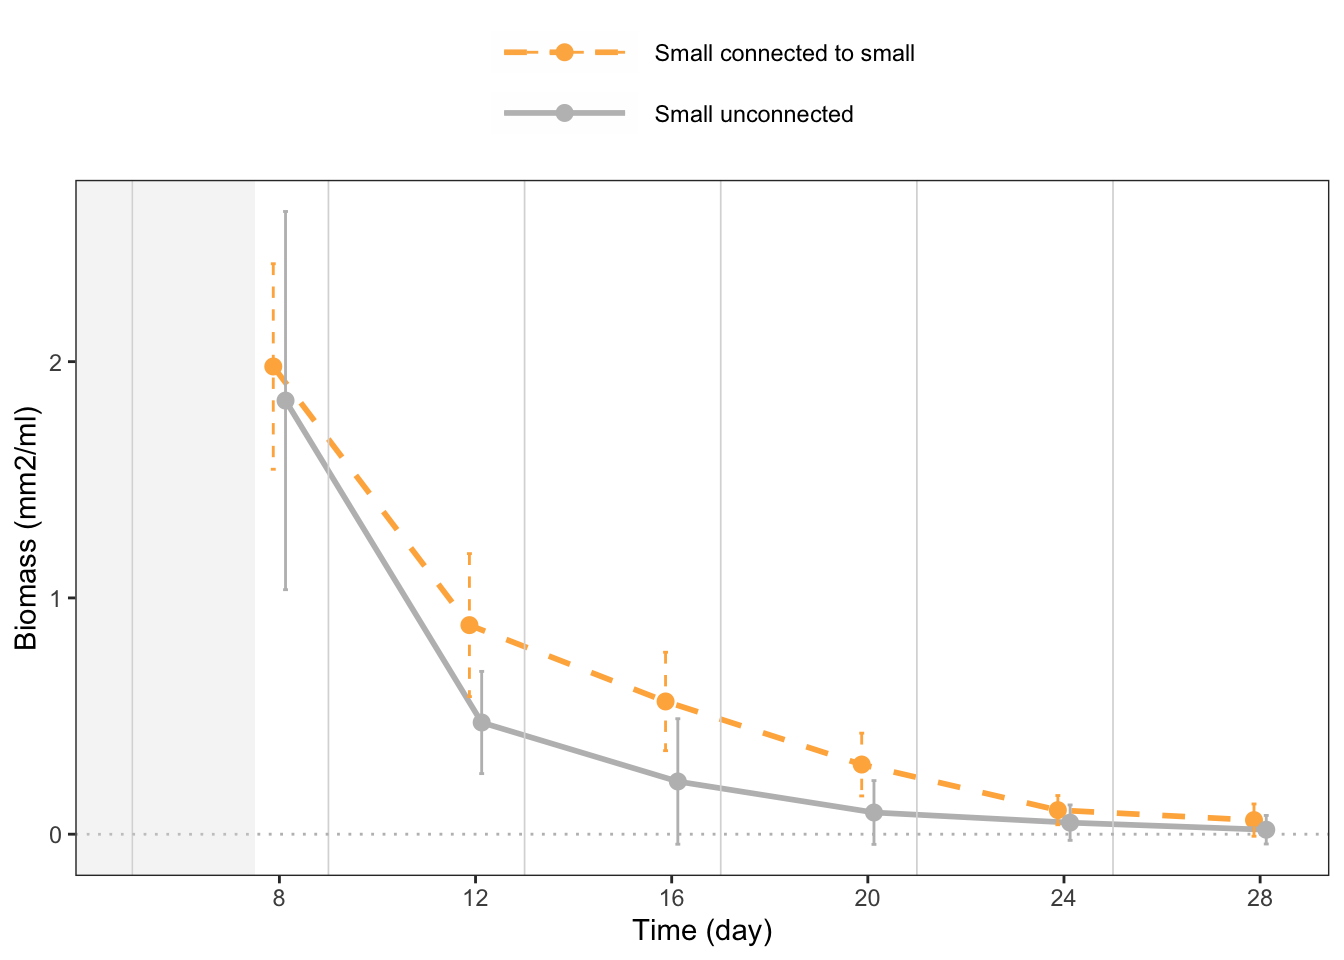 Small connected to small
Small unconnected
Biomass (mm2/ml)
2
1
0
8 12 16 20 24 28
Time (day)